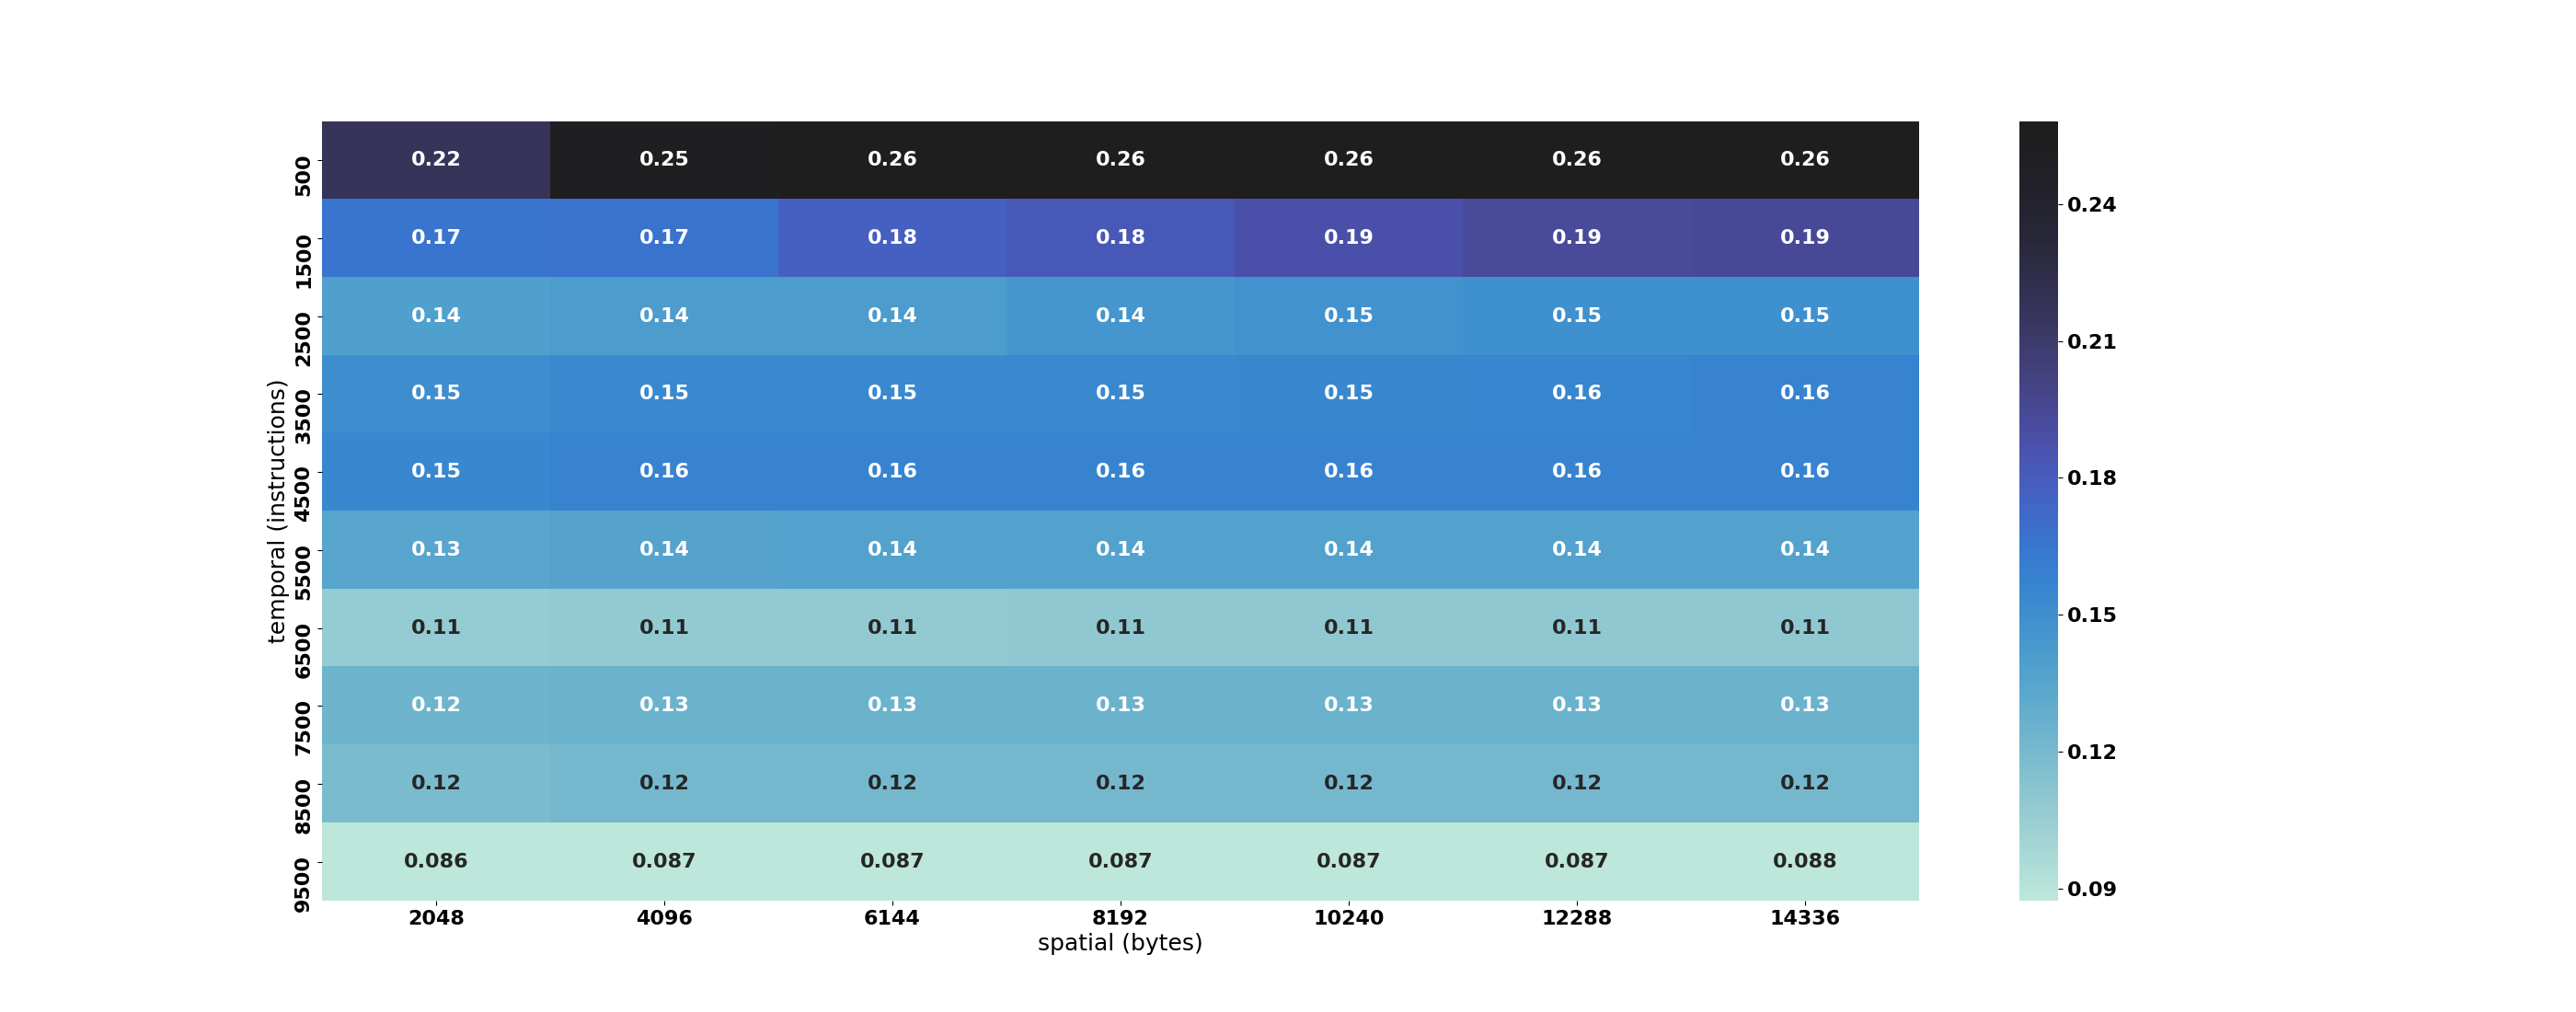 temporal (instructions)
500 0.22 0.25 0.26 0.26 0.26 0.26 0.26
1500 0.17 0.17 0.18 0.18 0.19 0.19 0.19
2500 0.14 0.14 0.14 0.14 0.15 0.15 0.15
3500 0.15 0.15 0.15 0.15 0.15 0.16 0.16
4500 0.15 0.16 0.16 0.16 0.16 0.16 0.16
5500 0.13 0.14 0.14 0.14 0.14 0.14 0.14
6500 0.11 0.11 0.11 0.11 0.11 0.11 0.11
7500 0.12 0.13 0.13 0.13 0.13 0.13 0.13
8500 0.12 0.12 0.12 0.12 0.12 0.12 0.12
9500 0.086 0.087 0.087 0.087 0.087 0.087 0.088
2048 4096 6144 8192 10240 12288 14336
spatial (bytes)
0.24
0.21
0.18
0.15
0.12
0.09